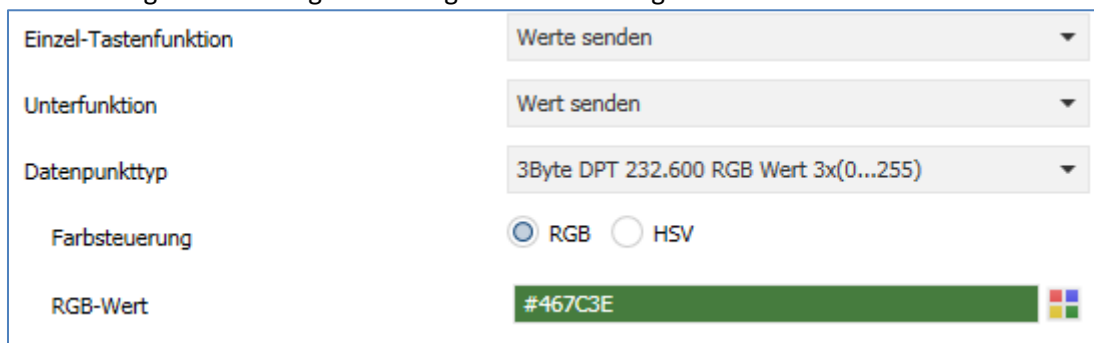 Einzel-Tastenfunktion Werte senden
Unterfunktion Wert senden
Datenpunkttyp 3Byte DPT 232.600 RGB Wert 3x(0...255)
Farbsteuerung RGB HSV
RGB-Wert #467C3E